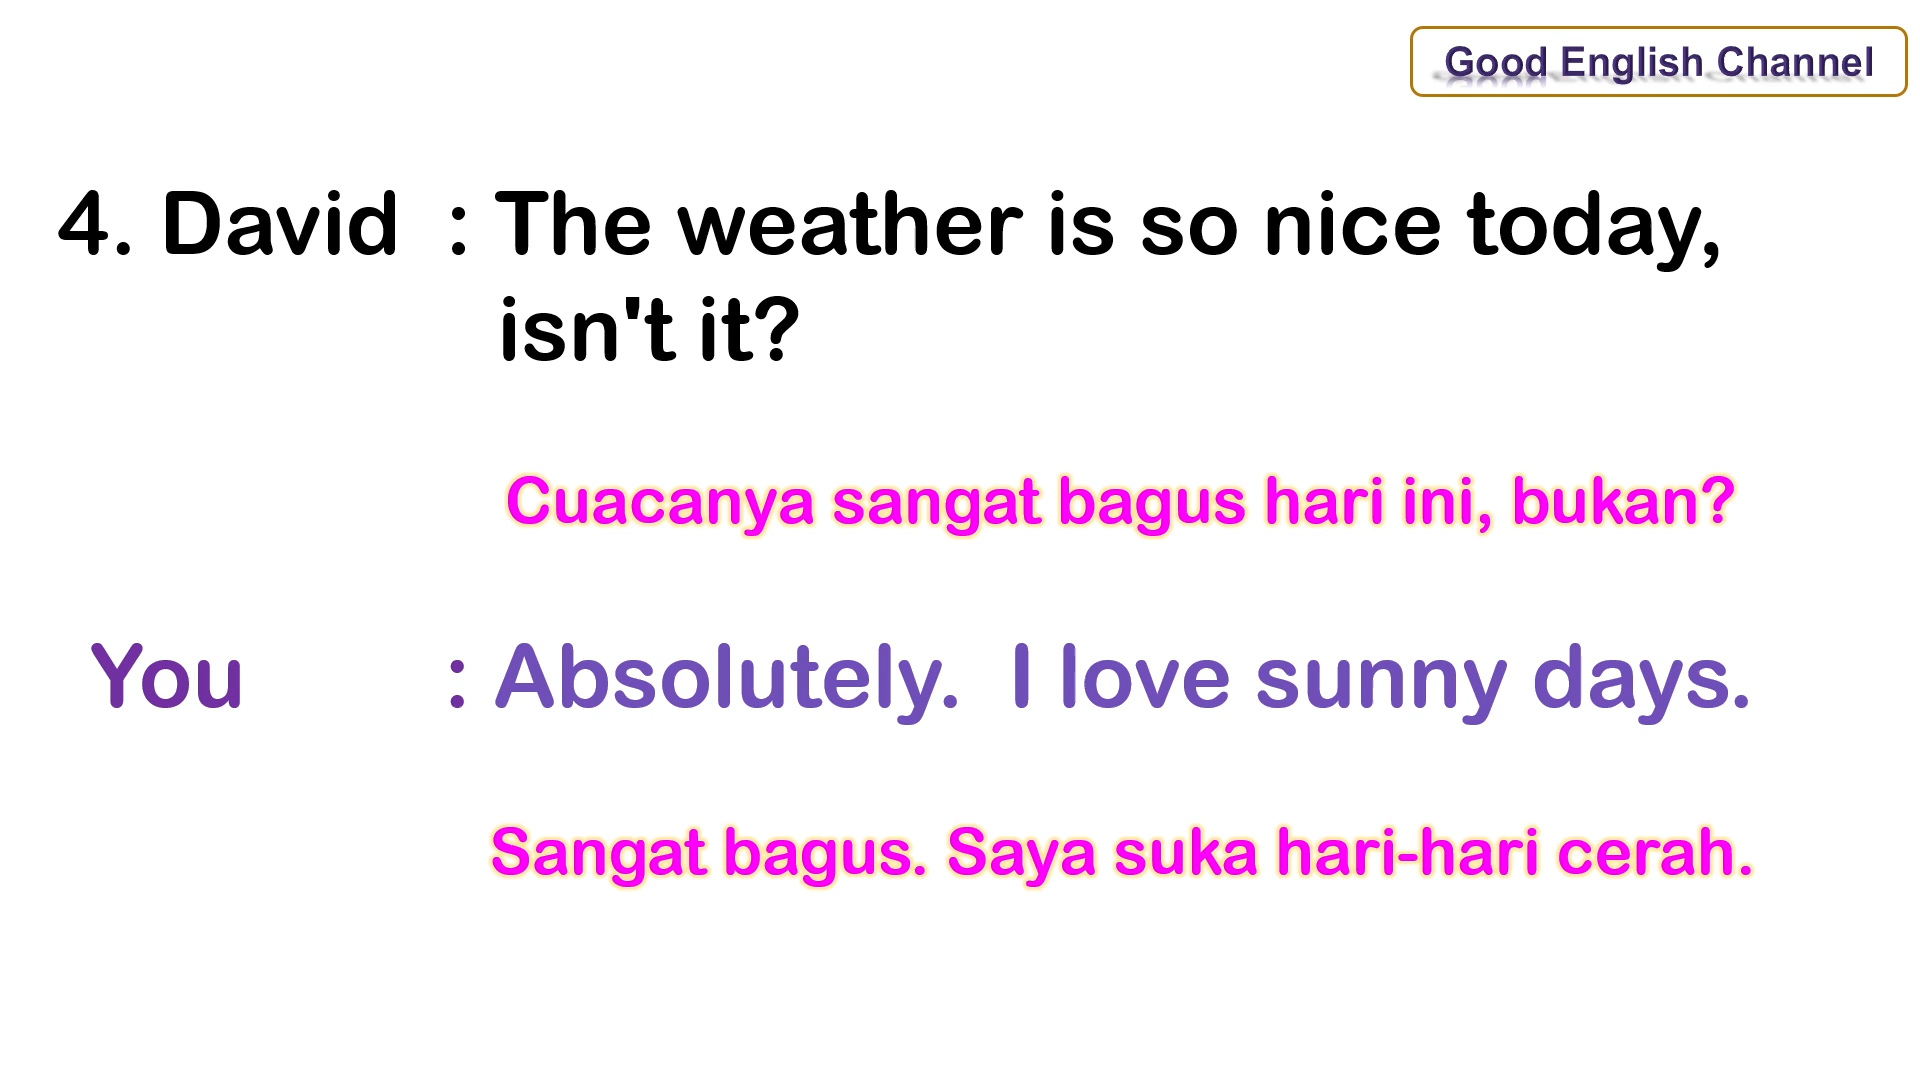 Good English Channel
4. David : The weather is so nice today,
isn't it?
Cuacanya sangat bagus hari ini, bukan?
You : Absolutely. I love sunny days.
Sangat bagus. Saya suka hari-hari cerah.